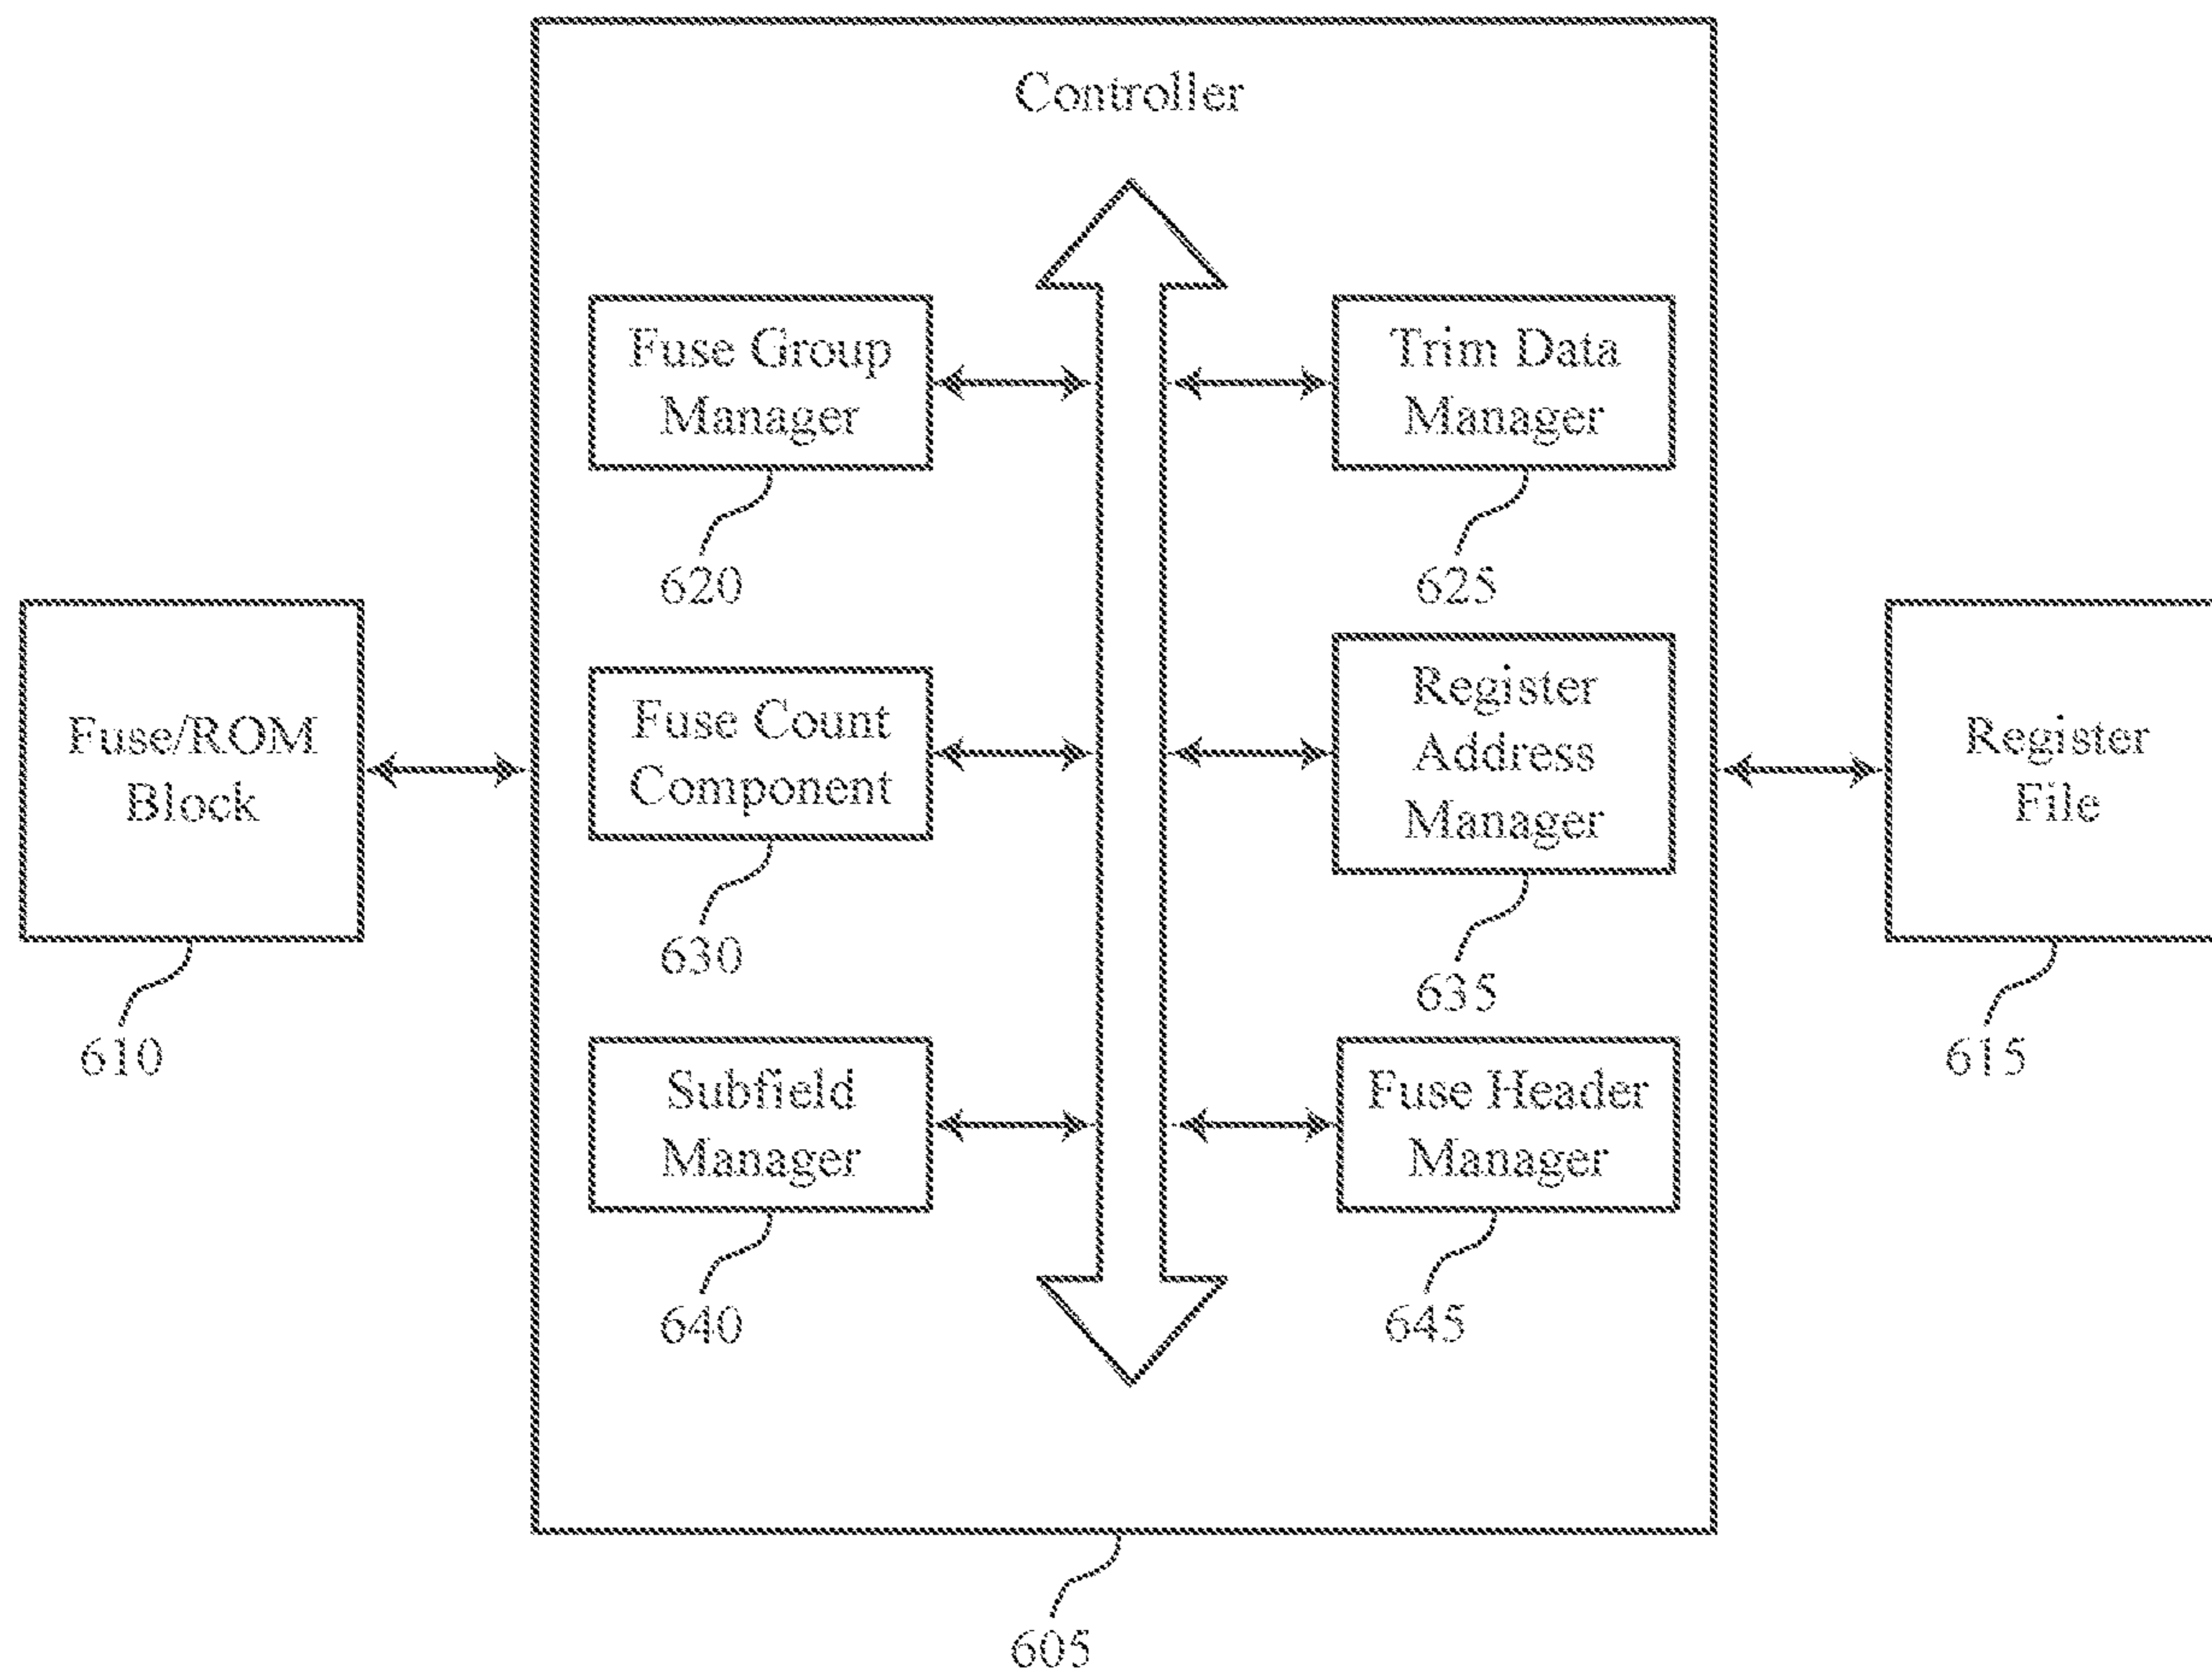 Controller
Fuse Group
Manager
620
Trim Data
Manager
625
Fuse/ROM
Block
610
Fuse Count
Component
630
Register
Address
Manager
635
Register
File
615
Subfield
Manager
640
Fuse Header
Manager
645
605